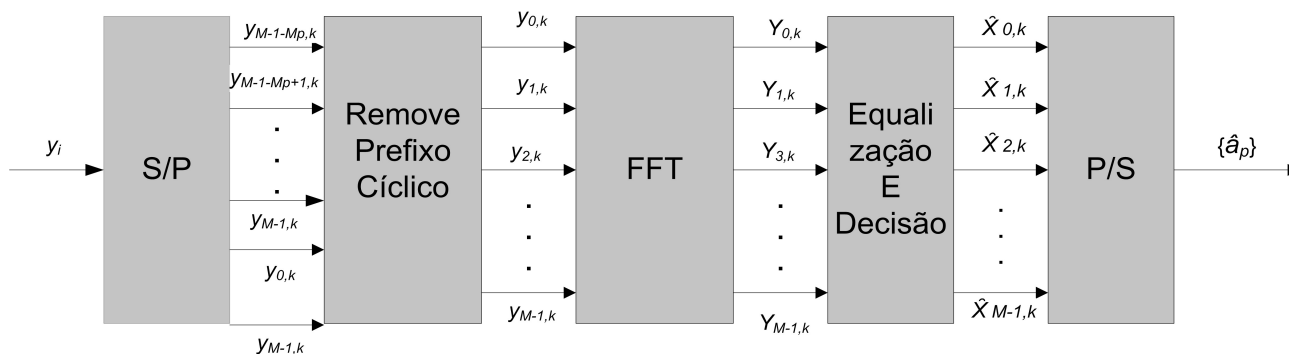 y_i
S/P
y_{M-1-Mp,k}
y_{M-1-Mp+1,k}
.
.
.
y_{M-1,k}
y_{0,k}
y_{M-1,k}
Remove
Prefixo
Cíclico
y_{0,k}
y_{1,k}
y_{2,k}
.
.
.
y_{M-1,k}
FFT
Y_{0,k}
Y_{1,k}
Y_{3,k}
.
.
.
Y_{M-1,k}
Equali
zação
E
Decisão
X̂_{0,k}
X̂_{1,k}
X̂_{2,k}
.
.
.
X̂_{M-1,k}
P/S
{â_p}